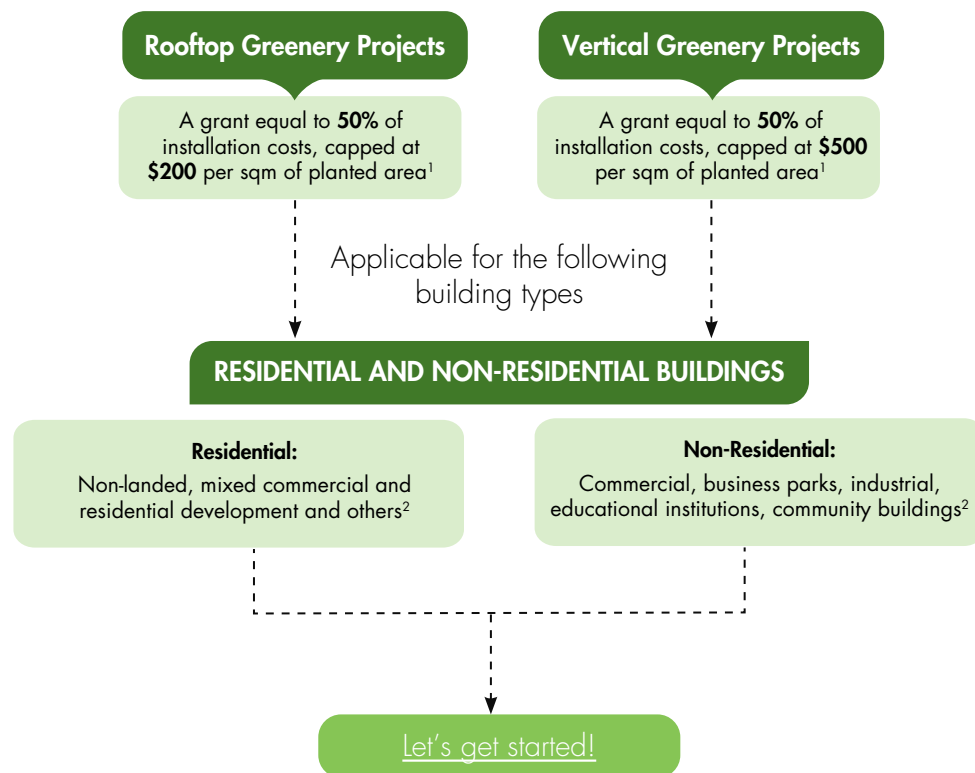 Rooftop Greenery Projects
A grant equal to 50% of
installation costs, capped at
$200 per sqm of planted area¹
Vertical Greenery Projects
A grant equal to 50% of
installation costs, capped at $500
per sqm of planted area¹
Applicable for the following
building types
RESIDENTIAL AND NON-RESIDENTIAL BUILDINGS
Residential:
Non-landed, mixed commercial and
residential development and others²
Non-Residential:
Commercial, business parks, industrial,
educational institutions, community buildings²
Let's get started!